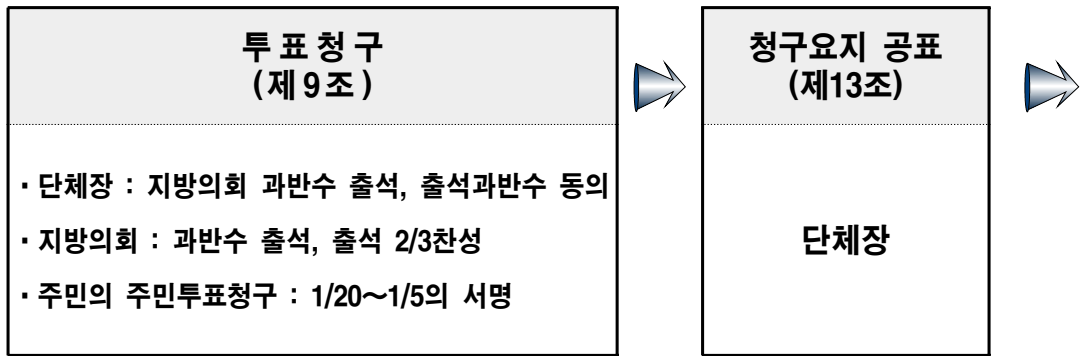 투표청구
(제9조)
· 단체장 : 지방의회 과반수 출석, 출석과반수 동의
· 지방의회 : 과반수 출석, 출석 2/3찬성
· 주민의 주민투표청구 : 1/20~1/5의 서명
청구요지 공표
(제13조)
단체장